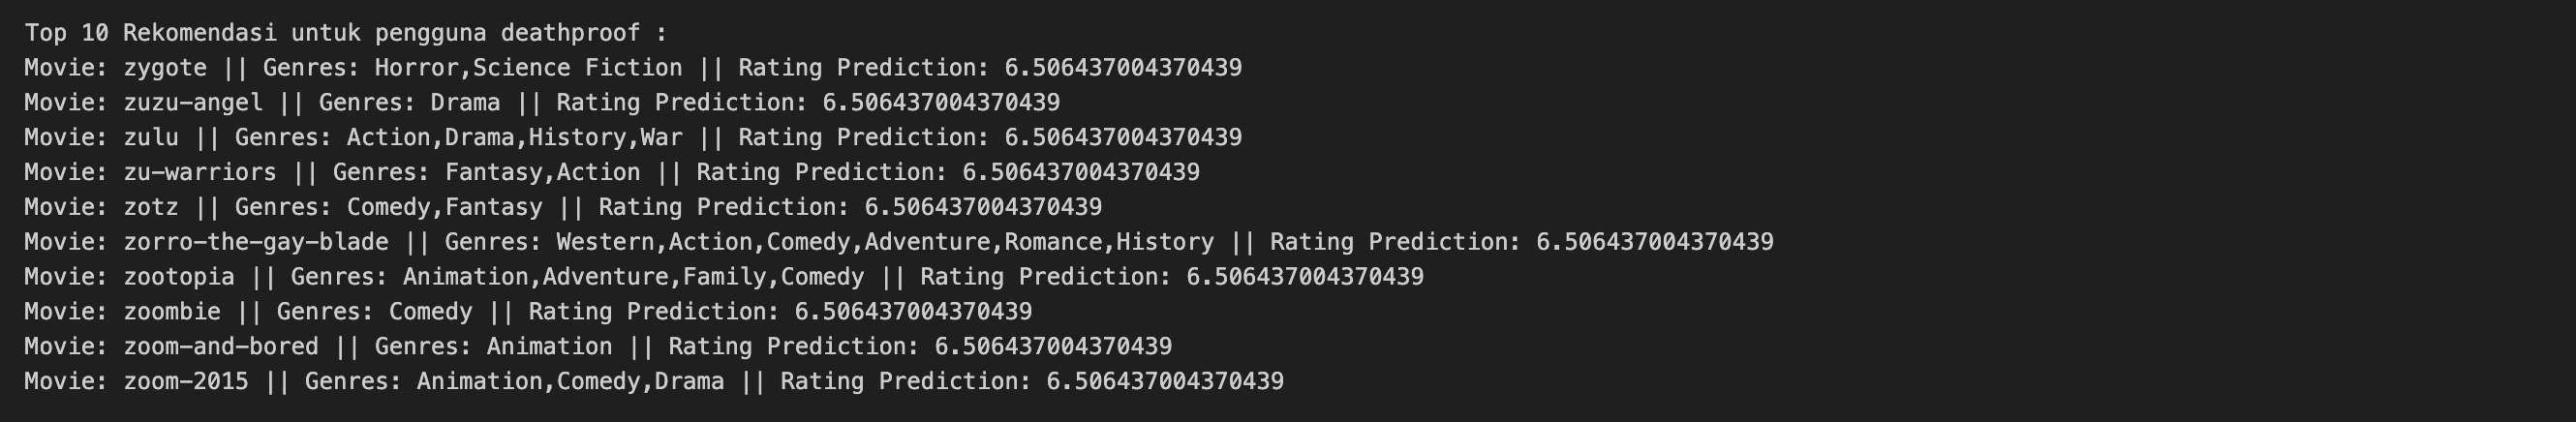 Top 10 Rekomendasi untuk pengguna deathproof :
Movie: zygote || Genres: Horror,Science Fiction || Rating Prediction: 6.506437004370439
Movie: zuzu-angel || Genres: Drama || Rating Prediction: 6.506437004370439
Movie: zulu || Genres: Action,Drama,History,War || Rating Prediction: 6.506437004370439
Movie: zu-warriors || Genres: Fantasy,Action || Rating Prediction: 6.506437004370439
Movie: zotz || Genres: Comedy,Fantasy || Rating Prediction: 6.506437004370439
Movie: zorro-the-gay-blade || Genres: Western,Action,Comedy,Adventure,Romance,History || Rating Prediction: 6.506437004370439
Movie: zootopia || Genres: Animation,Adventure,Family,Comedy || Rating Prediction: 6.506437004370439
Movie: zoombie || Genres: Comedy || Rating Prediction: 6.506437004370439
Movie: zoom-and-bored || Genres: Animation || Rating Prediction: 6.506437004370439
Movie: zoom-2015 || Genres: Animation,Comedy,Drama || Rating Prediction: 6.506437004370439